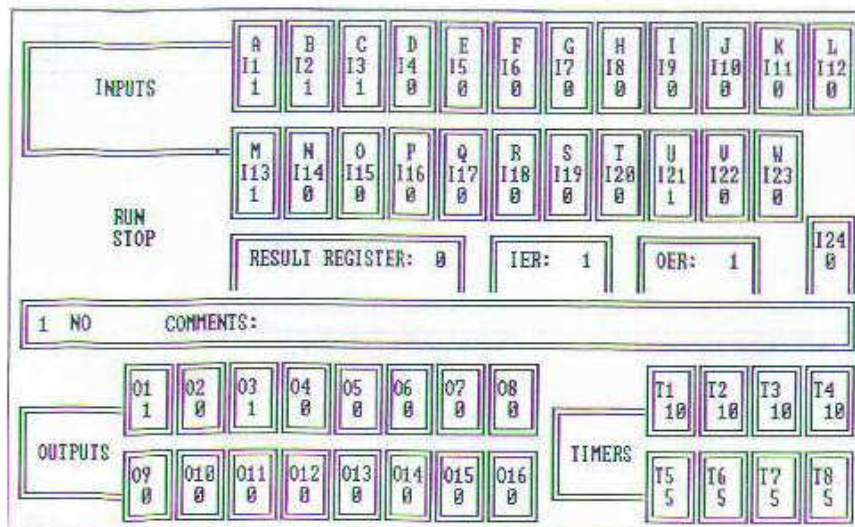 A B C D E F G H I J K L
I1 I2 I3 I4 I5 I6 I7 I8 I9 I10 I11 I12
1 1 1 0 0 0 0 0 0 0 0 0
INPUTS
M N O P Q R S T U V W
I13 I14 I15 I16 I17 I18 I19 I20 I21 I22 I23
1 0 0 0 0 0 0 0 1 0 0
RUN
STOP
I24
0
RESULT REGISTER: 0 IER: 1 OER: 1
1 NO COMMENTS:
O1 O2 O3 O4 O5 O6 O7 O8
1 0 1 0 0 0 0 0
T1 T2 T3 T4
10 10 10 10
OUTPUTS
TIMERS
O9 O10 O11 O12 O13 O14 O15 O16
0 0 0 0 0 0 0 0
T5 T6 T7 T8
5 5 5 5